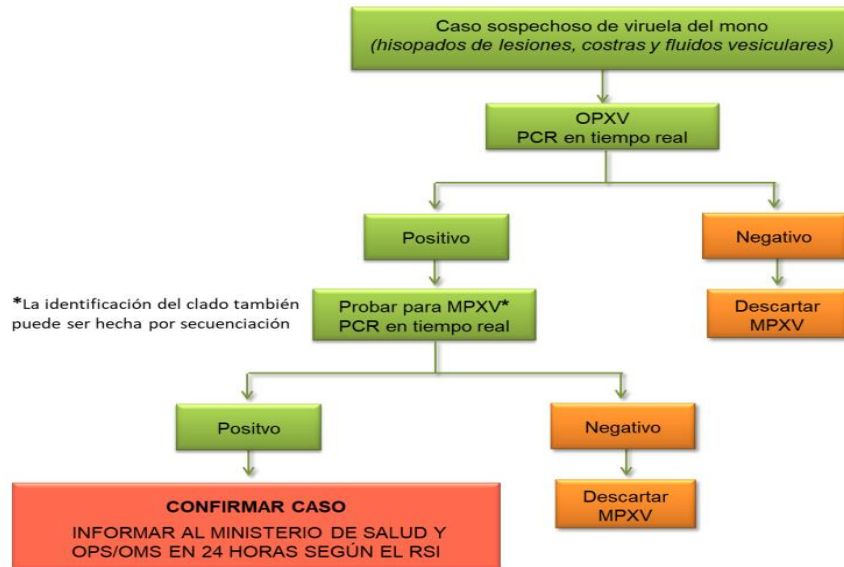 Caso sospechoso de viruela del mono
(hisopados de lesiones, costras y fluidos vesiculares)
OPXV
PCR en tiempo real
Positivo
Negativo
*La identificación del clado también
puede ser hecha por secuenciación
Probar para MPXV*
PCR en tiempo real
Descartar
MPXV
Positvo
Negativo
CONFIRMAR CASO
INFORMAR AL MINISTERIO DE SALUD Y
OPS/OMS EN 24 HORAS SEGÚN EL RSI
Descartar
MPXV